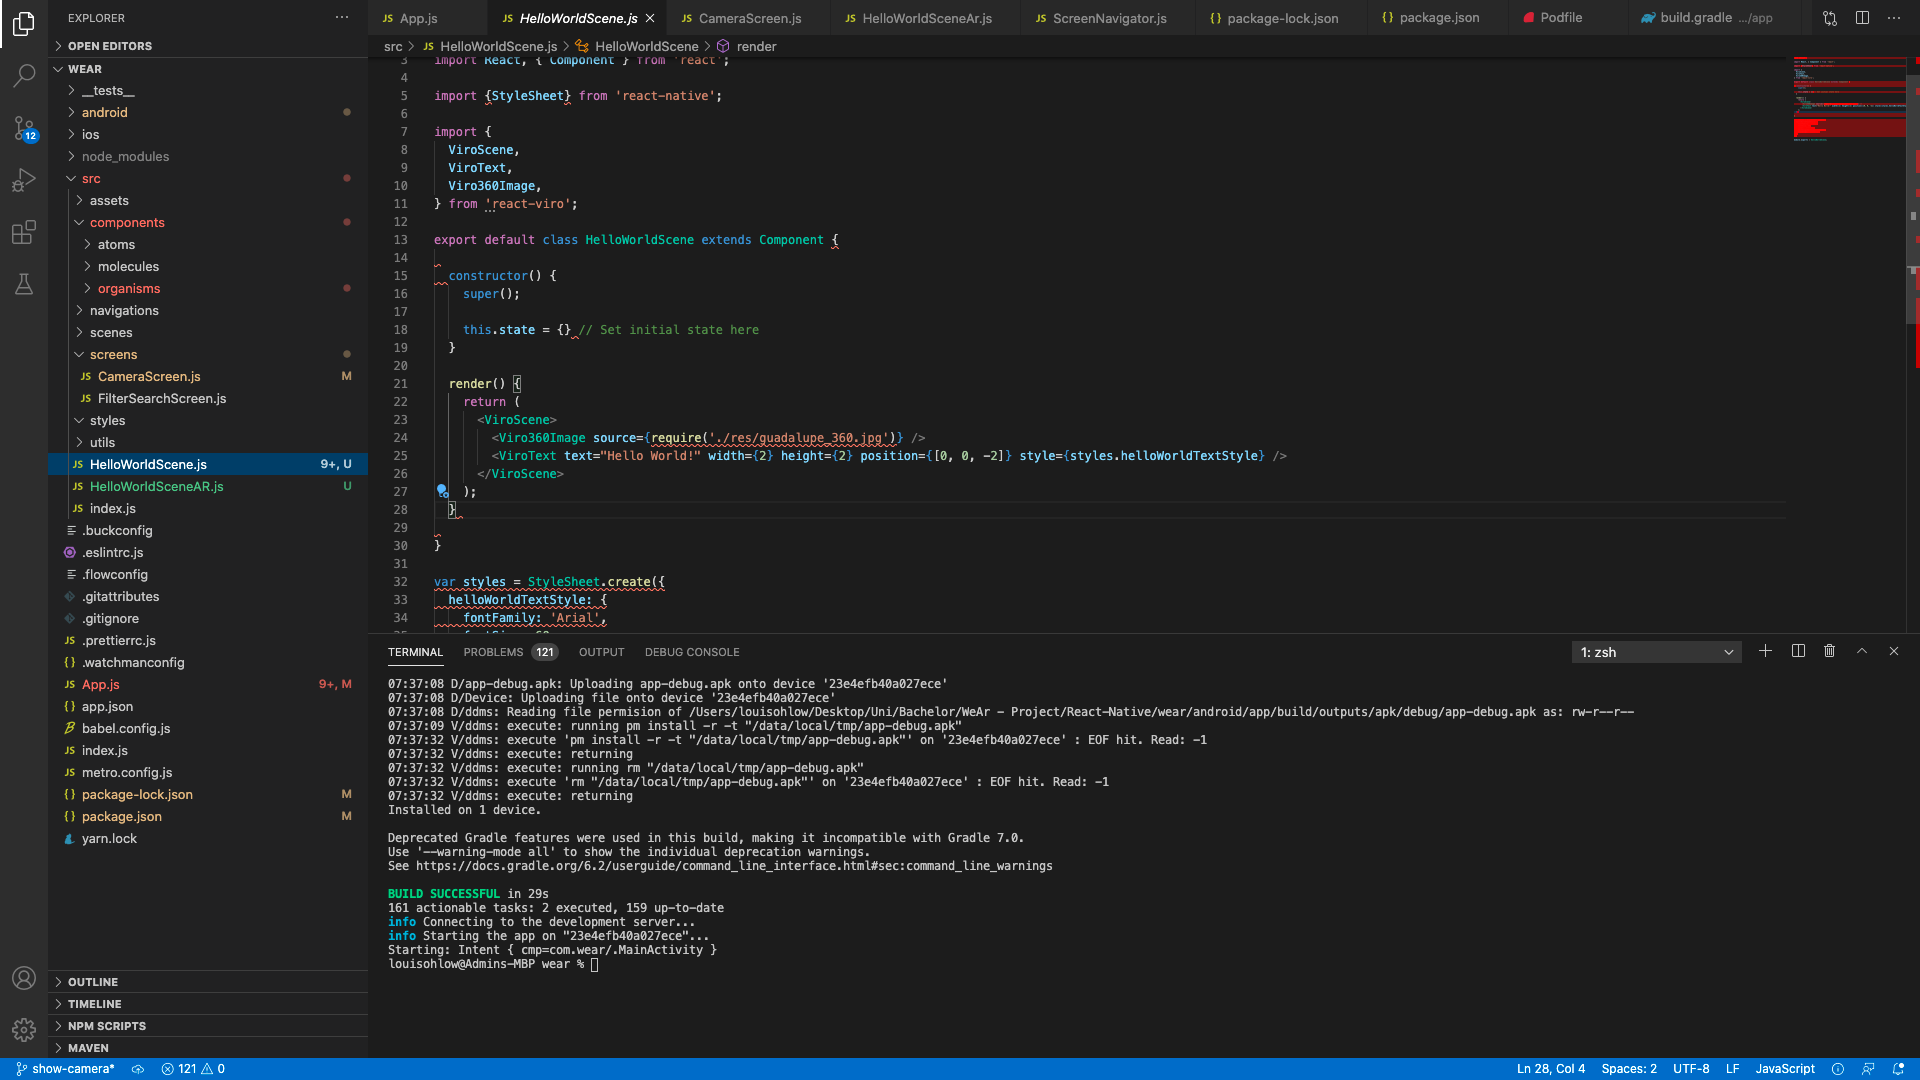 EXPLORER
OPEN EDITORS
WEAR
__tests__
android
ios
node_modules
src
assets
components
atoms
molecules
organisms
navigations
scenes
screens
JS CameraScreen.js M
JS FilterSearchScreen.js
styles
utils
JS HelloWorldScene.js 9+, U
JS HelloWorldSceneAR.js U
JS index.js
.buckconfig
.eslintrc.js
.flowconfig
.gitattributes
.gitignore
JS .prettierrc.js
{} .watchmanconfig
JS App.js 9+, M
{} app.json
babel.config.js
JS index.js
JS metro.config.js
{} package-lock.json M
{} package.json M
yarn.lock
OUTLINE
TIMELINE
NPM SCRIPTS
MAVEN
12
JS App.js
JS HelloWorldScene.js
JS CameraScreen.js
JS HelloWorldSceneAr.js
JS ScreenNavigator.js
{} package-lock.json
{} package.json
Podfile
build.gradle .../app
src > JS HelloWorldScene.js > HelloWorldScene > render
3 import React, { Component } from 'react';
4
5 import {StyleSheet} from 'react-native';
6
7 import {
8 ViroScene,
9 ViroText,
10 Viro360Image,
11 } from 'react-viro';
12
13 export default class HelloWorldScene extends Component {
14
15 constructor() {
16 super();
17
18 this.state = {} // Set initial state here
19 }
20
21 render() {
22 return (
23 <ViroScene>
24 <Viro360Image source={require('./res/guadalupe_360.jpg')} />
25 <ViroText text="Hello World!" width={2} height={2} position={[0, 0, -2]} style={styles.helloWorldTextStyle} />
26 </ViroScene>
27 );
28 }
29
30 }
31
32 var styles = StyleSheet.create({
33 helloWorldTextStyle: {
34 fontFamily: 'Arial',
TERMINAL PROBLEMS 121 OUTPUT DEBUG CONSOLE 1: zsh
07:37:08 D/app-debug.apk: Uploading app-debug.apk onto device '23e4efb40a027ece'
07:37:08 D/Device: Uploading file onto device '23e4efb40a027ece'
07:37:08 D/ddms: Reading file permision of /Users/louisohlow/Desktop/Uni/Bachelor/WeAr - Project/React-Native/wear/android/app/build/outputs/apk/debug/app-debug.apk as: rw-r--r--
07:37:09 V/ddms: execute: running pm install -r -t "/data/local/tmp/app-debug.apk"
07:37:32 V/ddms: execute 'pm install -r -t "/data/local/tmp/app-debug.apk"' on '23e4efb40a027ece' : EOF hit. Read: -1
07:37:32 V/ddms: execute: returning
07:37:32 V/ddms: execute: running rm "/data/local/tmp/app-debug.apk"
07:37:32 V/ddms: execute 'rm "/data/local/tmp/app-debug.apk"' on '23e4efb40a027ece' : EOF hit. Read: -1
07:37:32 V/ddms: execute: returning
Installed on 1 device.
Deprecated Gradle features were used in this build, making it incompatible with Gradle 7.0.
Use '--warning-mode all' to show the individual deprecation warnings.
See https://docs.gradle.org/6.2/userguide/command_line_interface.html#sec:command_line_warnings
BUILD SUCCESSFUL in 29s
161 actionable tasks: 2 executed, 159 up-to-date
info Connecting to the development server...
info Starting the app on "23e4efb40a027ece"...
Starting: Intent { cmp=com.wear/.MainActivity }
louisohlow@Admins-MBP wear %
show-camera* 121 0 Ln 28, Col 4 Spaces: 2 UTF-8 LF JavaScript